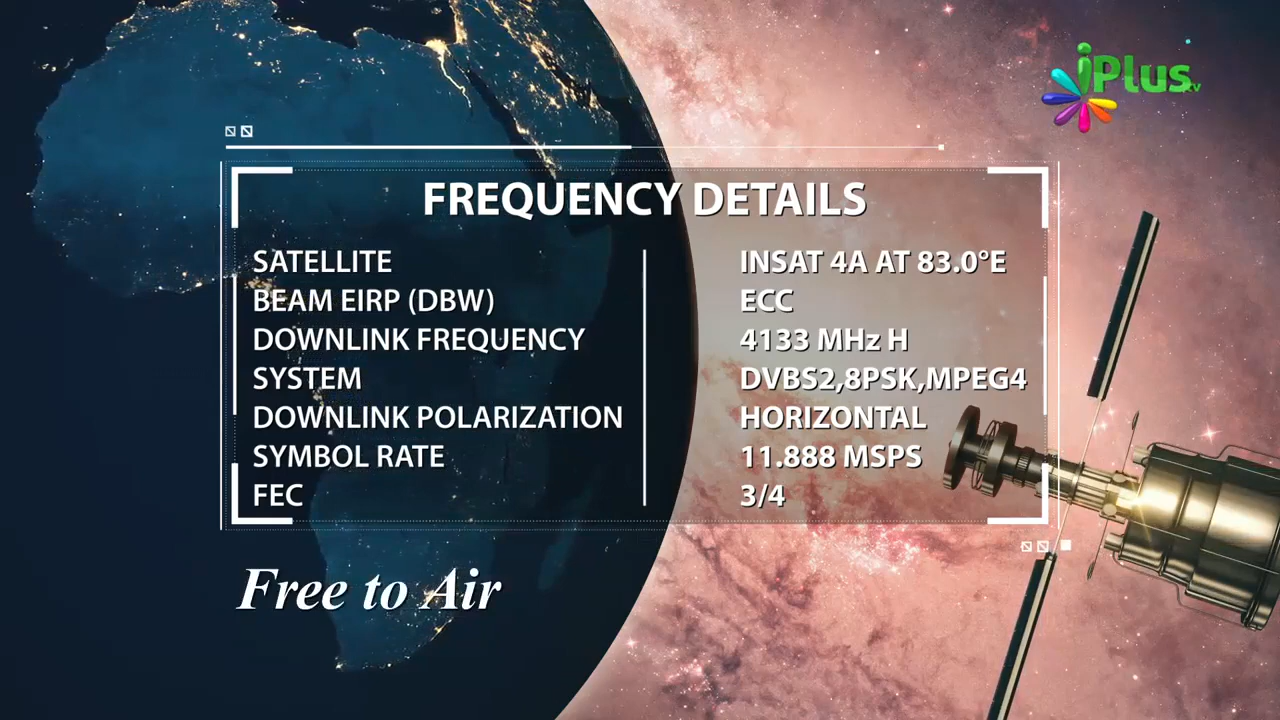 iPlus tv
FREQUENCY DETAILS
SATELLITE INSAT 4A AT 83.0°E
BEAM EIRP (DBW) ECC
DOWNLINK FREQUENCY 4133 MHz H
SYSTEM DVBS2,8PSK,MPEG4
DOWNLINK POLARIZATION HORIZONTAL
SYMBOL RATE 11.888 MSPS
FEC 3/4
Free to Air